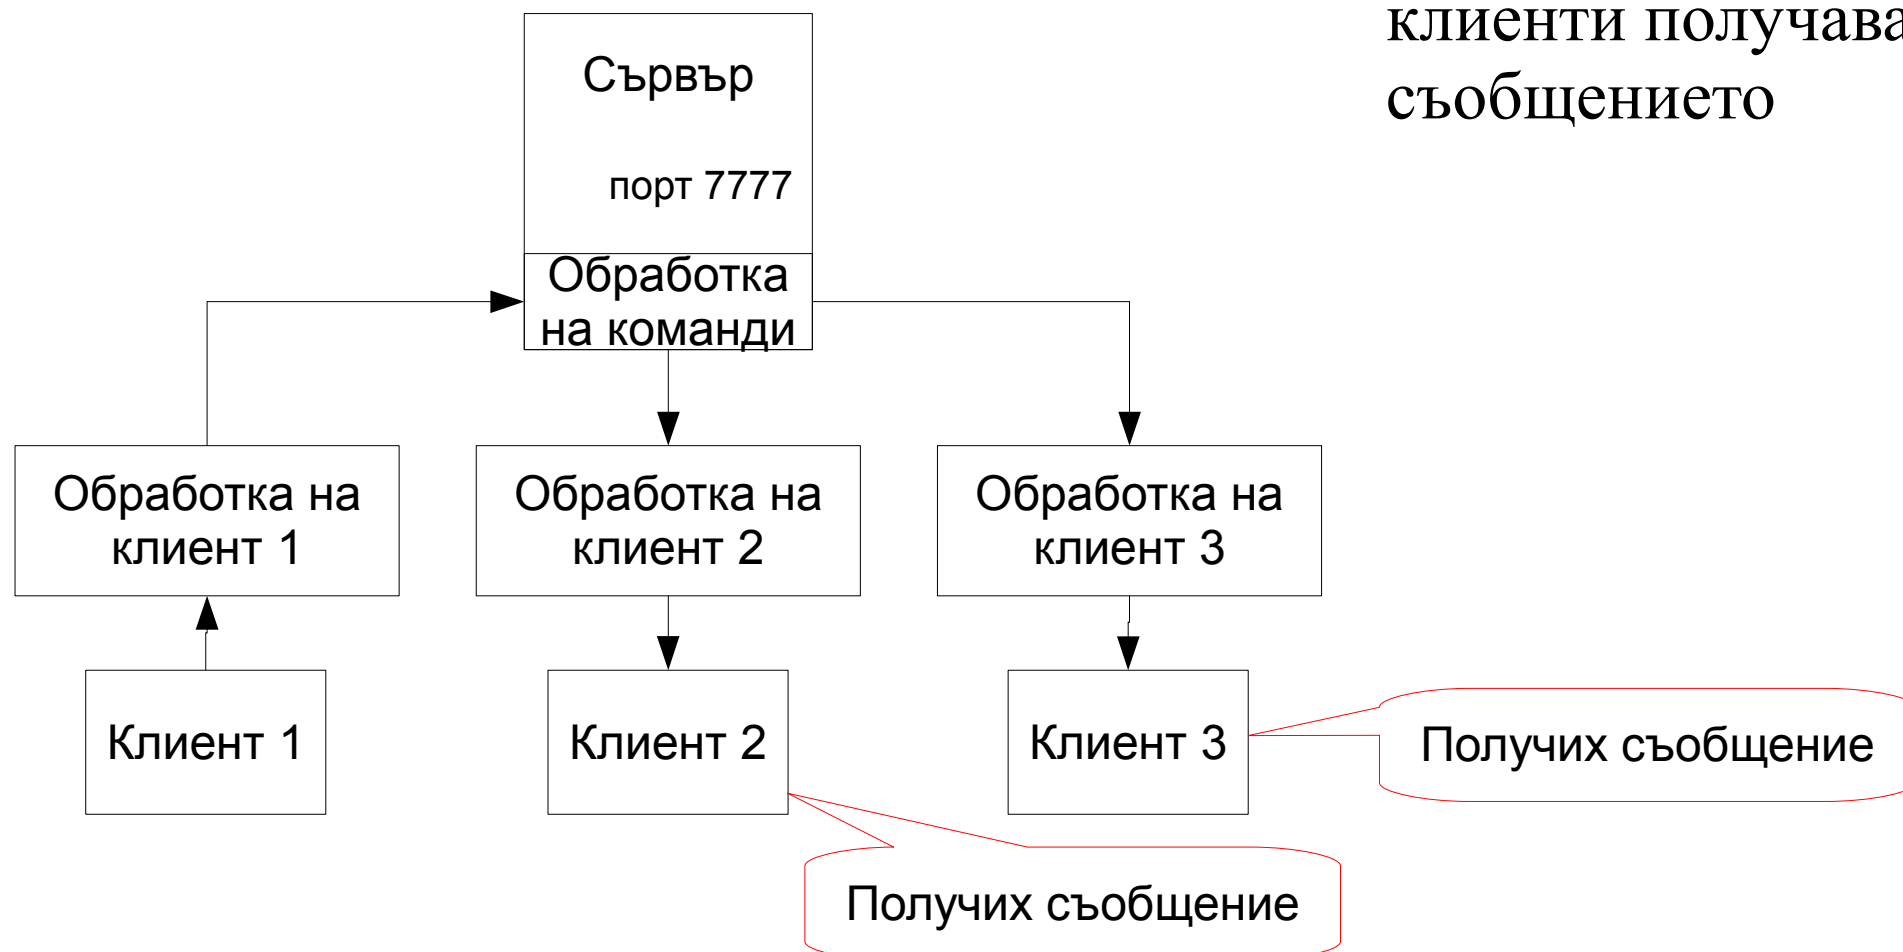 клиенти получава
съобщението
Сървър
порт 7777
Обработка
на команди
Обработка на
клиент 1
Обработка на
клиент 2
Обработка на
клиент 3
Клиент 1
Клиент 2
Клиент 3
Получих съобщение
Получих съобщение